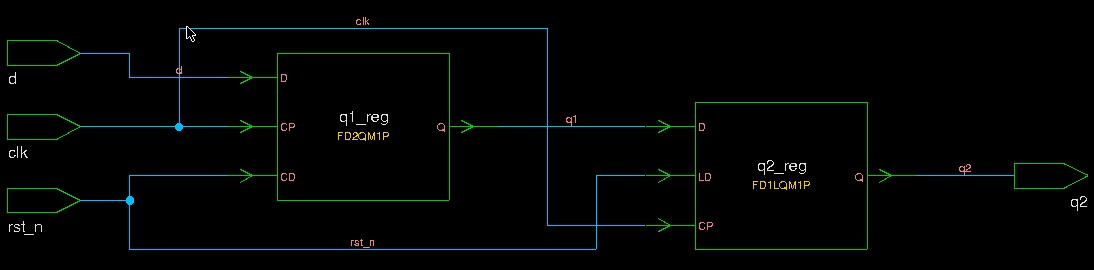 clk
d
d
D
q1_reg
FD2QM1P
CP
Q
clk
CD
rst_n
rst_n
q1
D
q2_reg
FD1LQM1P
LD
Q
CP
q2
q2